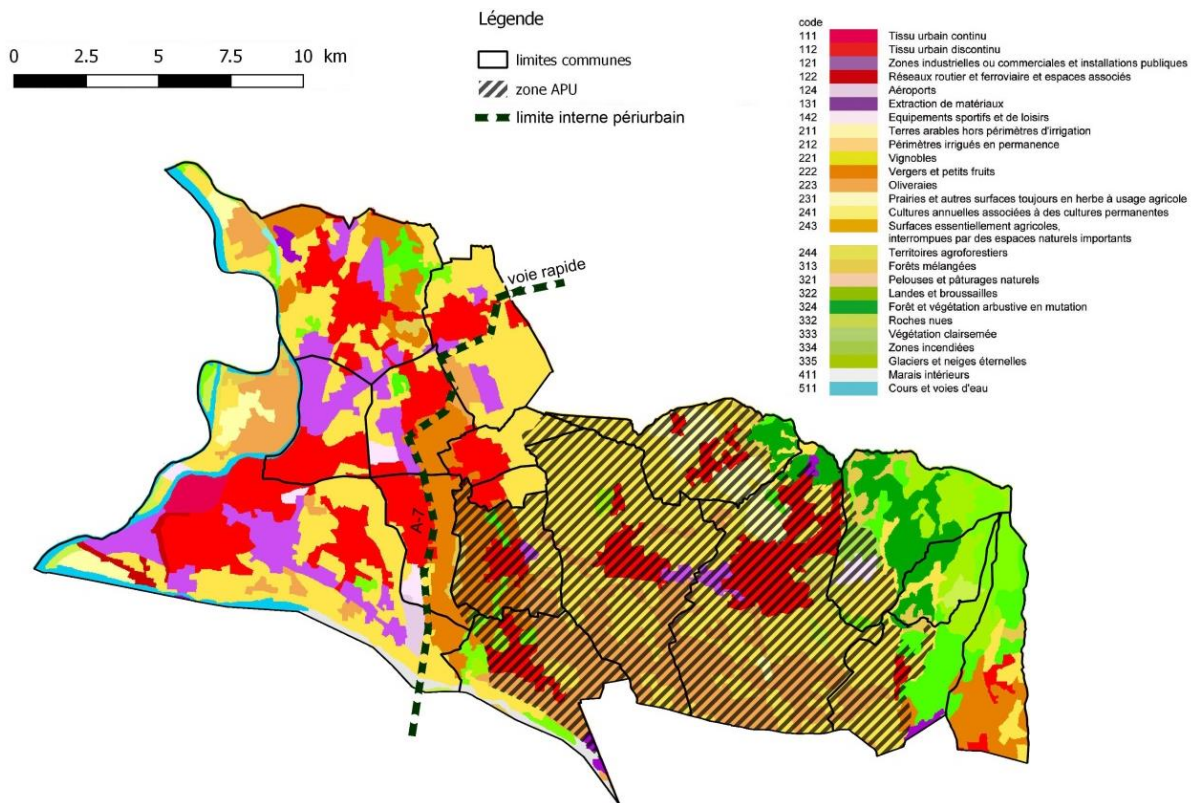 Légende
0 2.5 5 7.5 10 km
limites communes
zone APU
limite interne périurbain
code
111 Tissu urbain continu
112 Tissu urbain discontinu
121 Zones industrielles ou commerciales et installations publiques
122 Réseaux routier et ferroviaire et espaces associés
124 Aéroports
131 Extraction de matériaux
142 Equipements sportifs et de loisirs
211 Terres arables hors périmètres d'irrigation
212 Périmètres irrigués en permanence
221 Vignobles
222 Vergers et petits fruits
223 Oliveraies
231 Prairies et autres surfaces toujours en herbe à usage agricole
241 Cultures annuelles associées à des cultures permanentes
243 Surfaces essentiellement agricoles,
interrompues par des espaces naturels importants
244 Territoires agroforestiers
313 Forêts mélangées
321 Pelouses et pâturages naturels
322 Landes et broussailles
324 Forêt et végétation arbustive en mutation
332 Roches nues
333 Végétation clairsemée
334 Zones incendiées
335 Glaciers et neiges éternelles
411 Marais intérieurs
511 Cours et voies d'eau
voie rapide
A-7